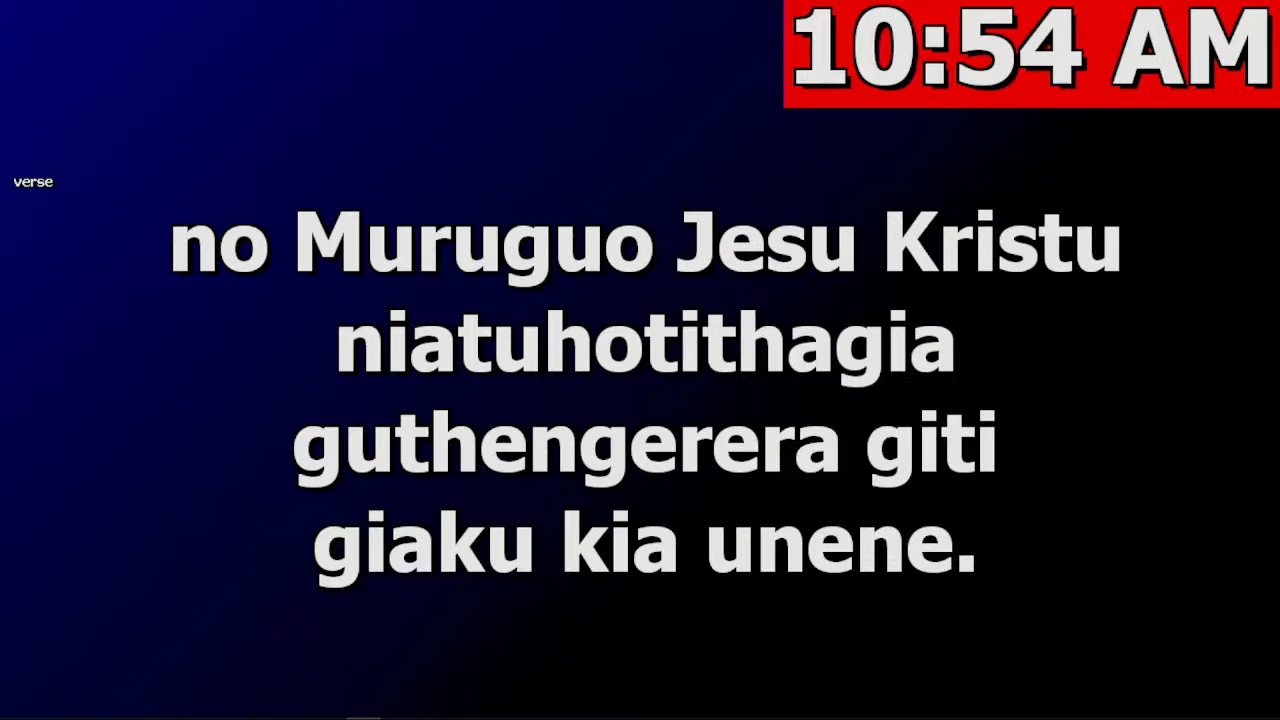 10:54 AM
verse
no Muruguo Jesu Kristu
niatuhotithagia
guthengerera giti
giaku kia unene.